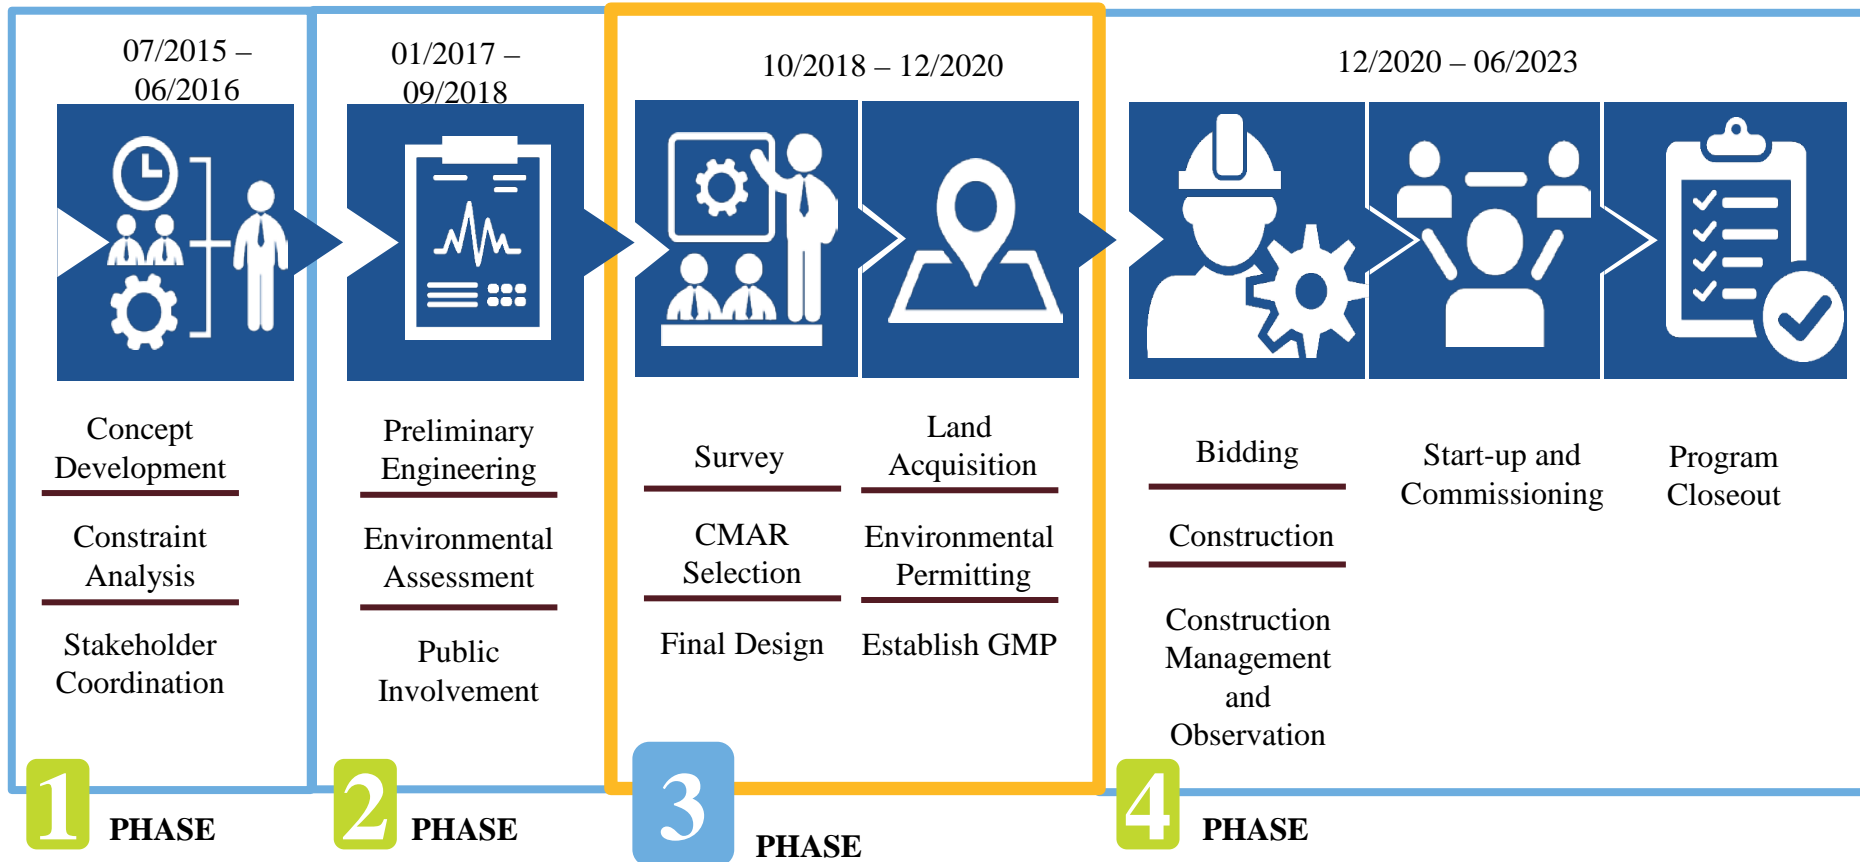 07/2015 –
06/2016
Concept
Development
Constraint
Analysis
Stakeholder
Coordination
1
PHASE
01/2017 –
09/2018
Preliminary
Engineering
Environmental
Assessment
Public
Involvement
2
PHASE
10/2018 – 12/2020
Survey
CMAR
Selection
Final Design
Land
Acquisition
Environmental
Permitting
Establish GMP
3
PHASE
12/2020 – 06/2023
Bidding
Construction
Construction
Management
and
Observation
Start-up and
Commissioning
Program
Closeout
4
PHASE